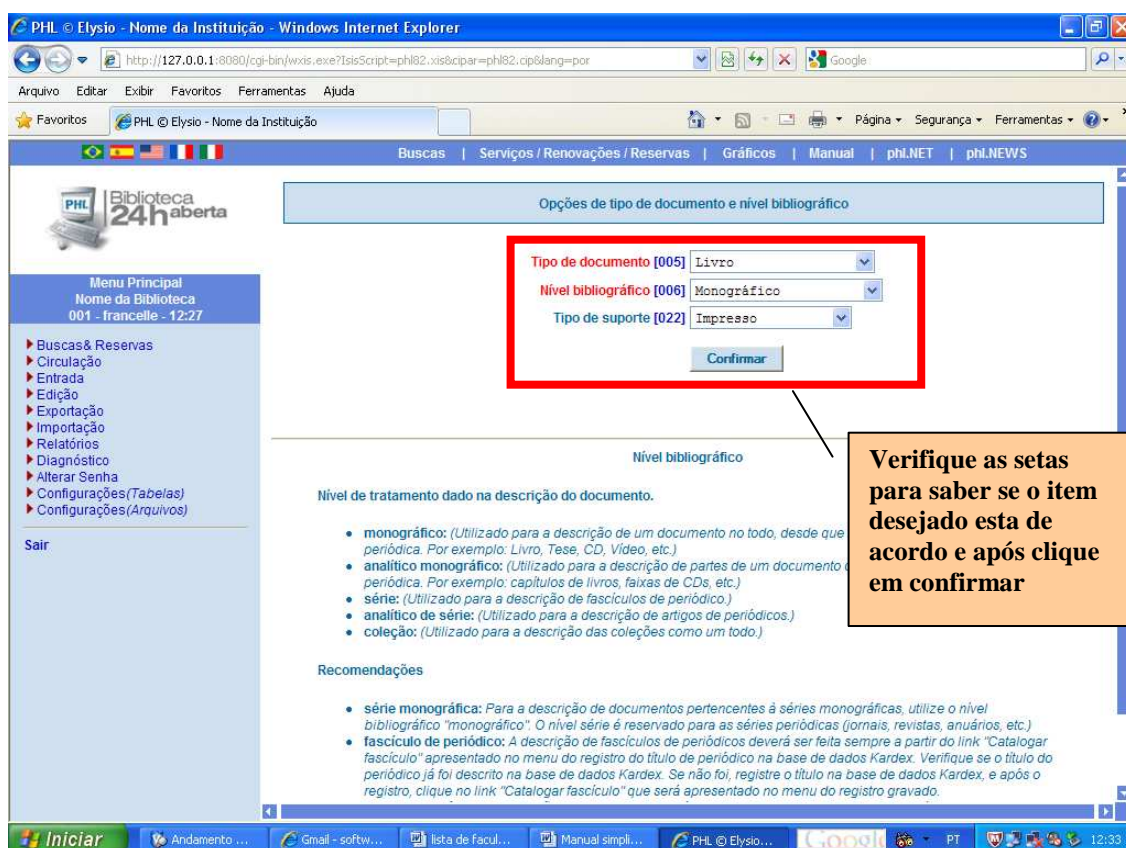 PHL © Elysio - Nome da Instituição - Windows Internet Explorer
http://127.0.0.1:8080/cgi-bin/wxis.exe?IsisScript=phl82.xis&cipar=phl82.cip&lang=por
Google
Arquivo Editar Exibir Favoritos Ferramentas Ajuda
Favoritos
PHL © Elysio - Nome da Instituição
Página
Segurança
Ferramentas
Buscas | Serviços / Renovações / Reservas | Gráficos | Manual | phl.NET | phl.NEWS
PHL
Biblioteca
24h aberta
Opções de tipo de documento e nível bibliográfico
Tipo de documento [005] Livro
Nível bibliográfico [006] Monográfico
Tipo de suporte [022] Impresso
Confirmar
Menu Principal
Nome da Biblioteca
001 - francelle - 12:27
Buscas& Reservas
Circulação
Entrada
Edição
Exportação
Importação
Relatórios
Diagnóstico
Alterar Senha
Configurações(Tabelas)
Configurações(Arquivos)
Sair
Verifique as setas
para saber se o item
desejado esta de
acordo e após clique
em confirmar
Nível bibliográfico
Nível de tratamento dado na descrição do documento.
monográfico: (Utilizado para a descrição de um documento no todo, desde que
periódica. Por exemplo: Livro, Tese, CD, Vídeo, etc.)
analítico monográfico: (Utilizado para a descrição de partes de um documento
periódica. Por exemplo: capítulos de livros, faixas de CDs, etc.)
série: (Utilizado para a descrição de fascículos de periódico.)
analítico de série: (Utilizado para a descrição de artigos de periódicos.)
coleção: (Utilizado para a descrição das coleções como um todo.)
Recomendações
série monográfica: Para a descrição de documentos pertencentes á séries monográficas, utilize o nível
bibliográfico "monográfico". O nível série é reservado para as séries periódicas (jornais, revistas, anuários, etc.)
fascículo de periódico: A descrição de fascículos de periódicos deverá ser feita sempre a partir do link "Catalogar
fascículo" apresentado no menu do registro do título de periódico na base de dados Kardex. Verifique se o título do
periódico já foi descrito na base de dados Kardex. Se não foi, registre o título na base de dados Kardex, e após o
registro, clique no link "Catalogar fascículo" que será apresentado no menu do registro gravado.
Iniciar
Andamento ...
Gmail - softw...
lista de facul...
Manual simpli...
PHL © Elysio...
Google
PT
12:33